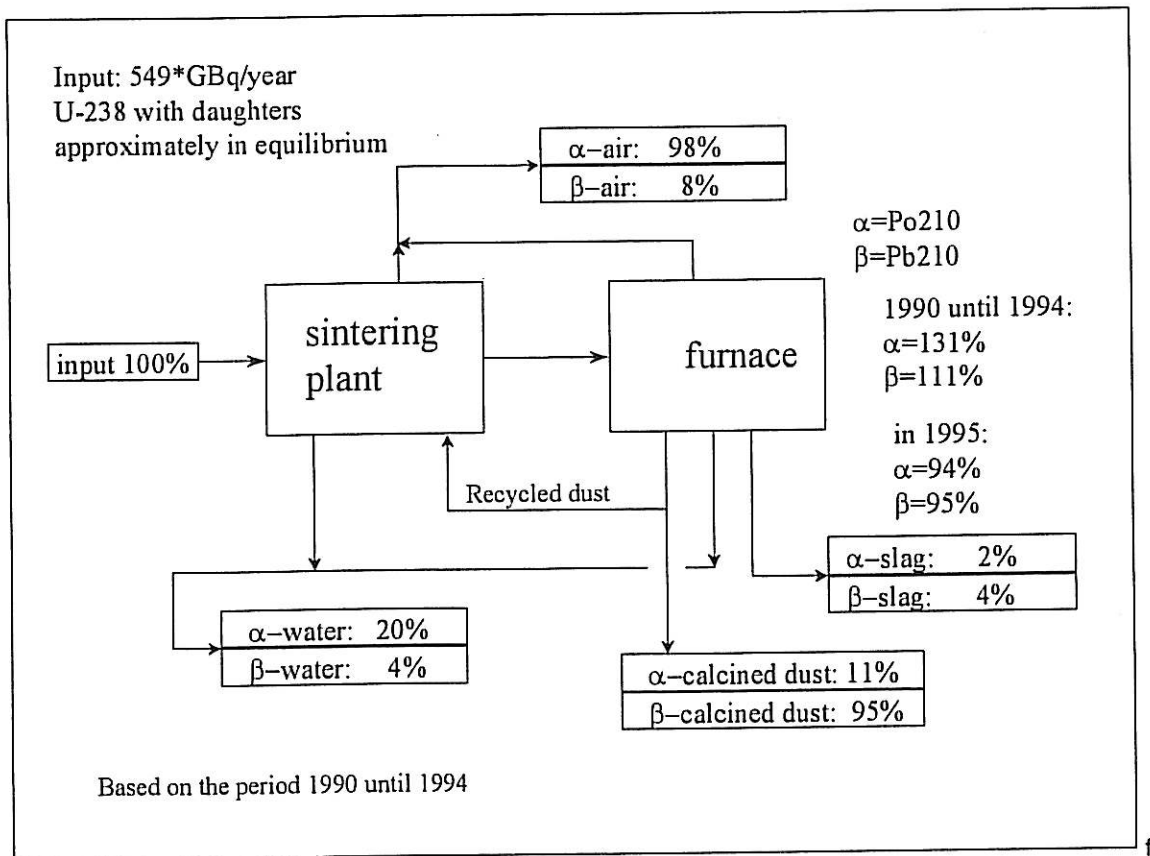 Input: 549*GBq/year
U-238 with daughters
approximately in equilibrium
α–air: 98%
β–air: 8%
α=Po210
β=Pb210
1990 until 1994:
α=131%
β=111%
in 1995:
α=94%
β=95%
input 100%
sintering
plant
furnace
Recycled dust
α–slag: 2%
β–slag: 4%
α–water: 20%
β–water: 4%
α–calcined dust: 11%
β–calcined dust: 95%
Based on the period 1990 until 1994
f